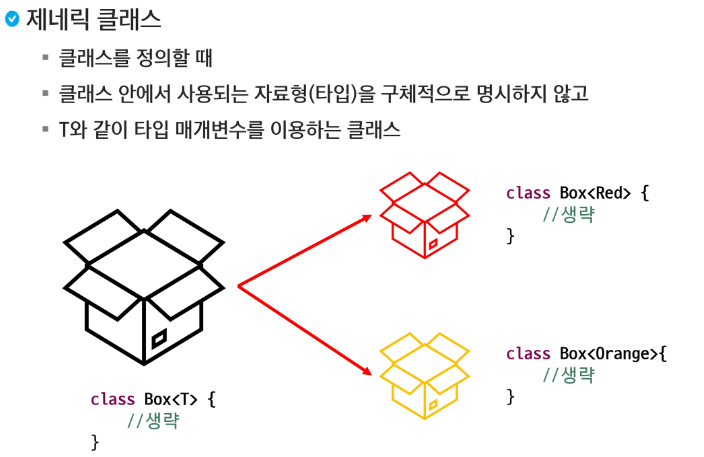 제네릭 클래스
클래스를 정의할 때
클래스 안에서 사용되는 자료형(타입)을 구체적으로 명시하지 않고
T와 같이 타입 매개변수를 이용하는 클래스
class Box<Red> {
//생략
}
class Box<Orange>{
//생략
}
class Box<T> {
//생략
}